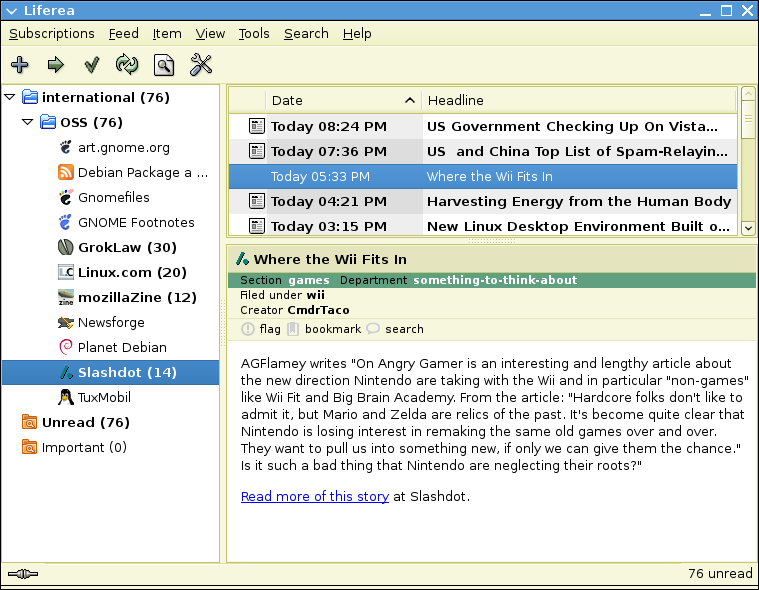 Liferea
Subscriptions Feed Item View Tools Search Help
international (76)
OSS (76)
art.gnome.org
Debian Package a ...
Gnomefiles
GNOME Footnotes
GrokLaw (30)
Linux.com (20)
mozillaZine (12)
Newsforge
Planet Debian
Slashdot (14)
TuxMobil
Unread (76)
Important (0)
Date Headline
Today 08:24 PM US Government Checking Up On Vista...
Today 07:36 PM US and China Top List of Spam-Relayin...
Today 05:33 PM Where the Wii Fits In
Today 04:21 PM Harvesting Energy from the Human Body
Today 03:15 PM New Linux Desktop Environment Built o...
Where the Wii Fits In
Section games Department something-to-think-about
Filed under wii
Creator CmdrTaco
flag bookmark search
AGFlamey writes "On Angry Gamer is an interesting and lengthy article about
the new direction Nintendo are taking with the Wii and in particular "non-games"
like Wii Fit and Big Brain Academy. From the article: "Hardcore folks don't like to
admit it, but Mario and Zelda are relics of the past. It's become quite clear that
Nintendo is losing interest in remaking the same old games over and over.
They want to pull us into something new, if only we can give them the chance."
Is it such a bad thing that Nintendo are neglecting their roots?"
Read more of this story at Slashdot.
76 unread